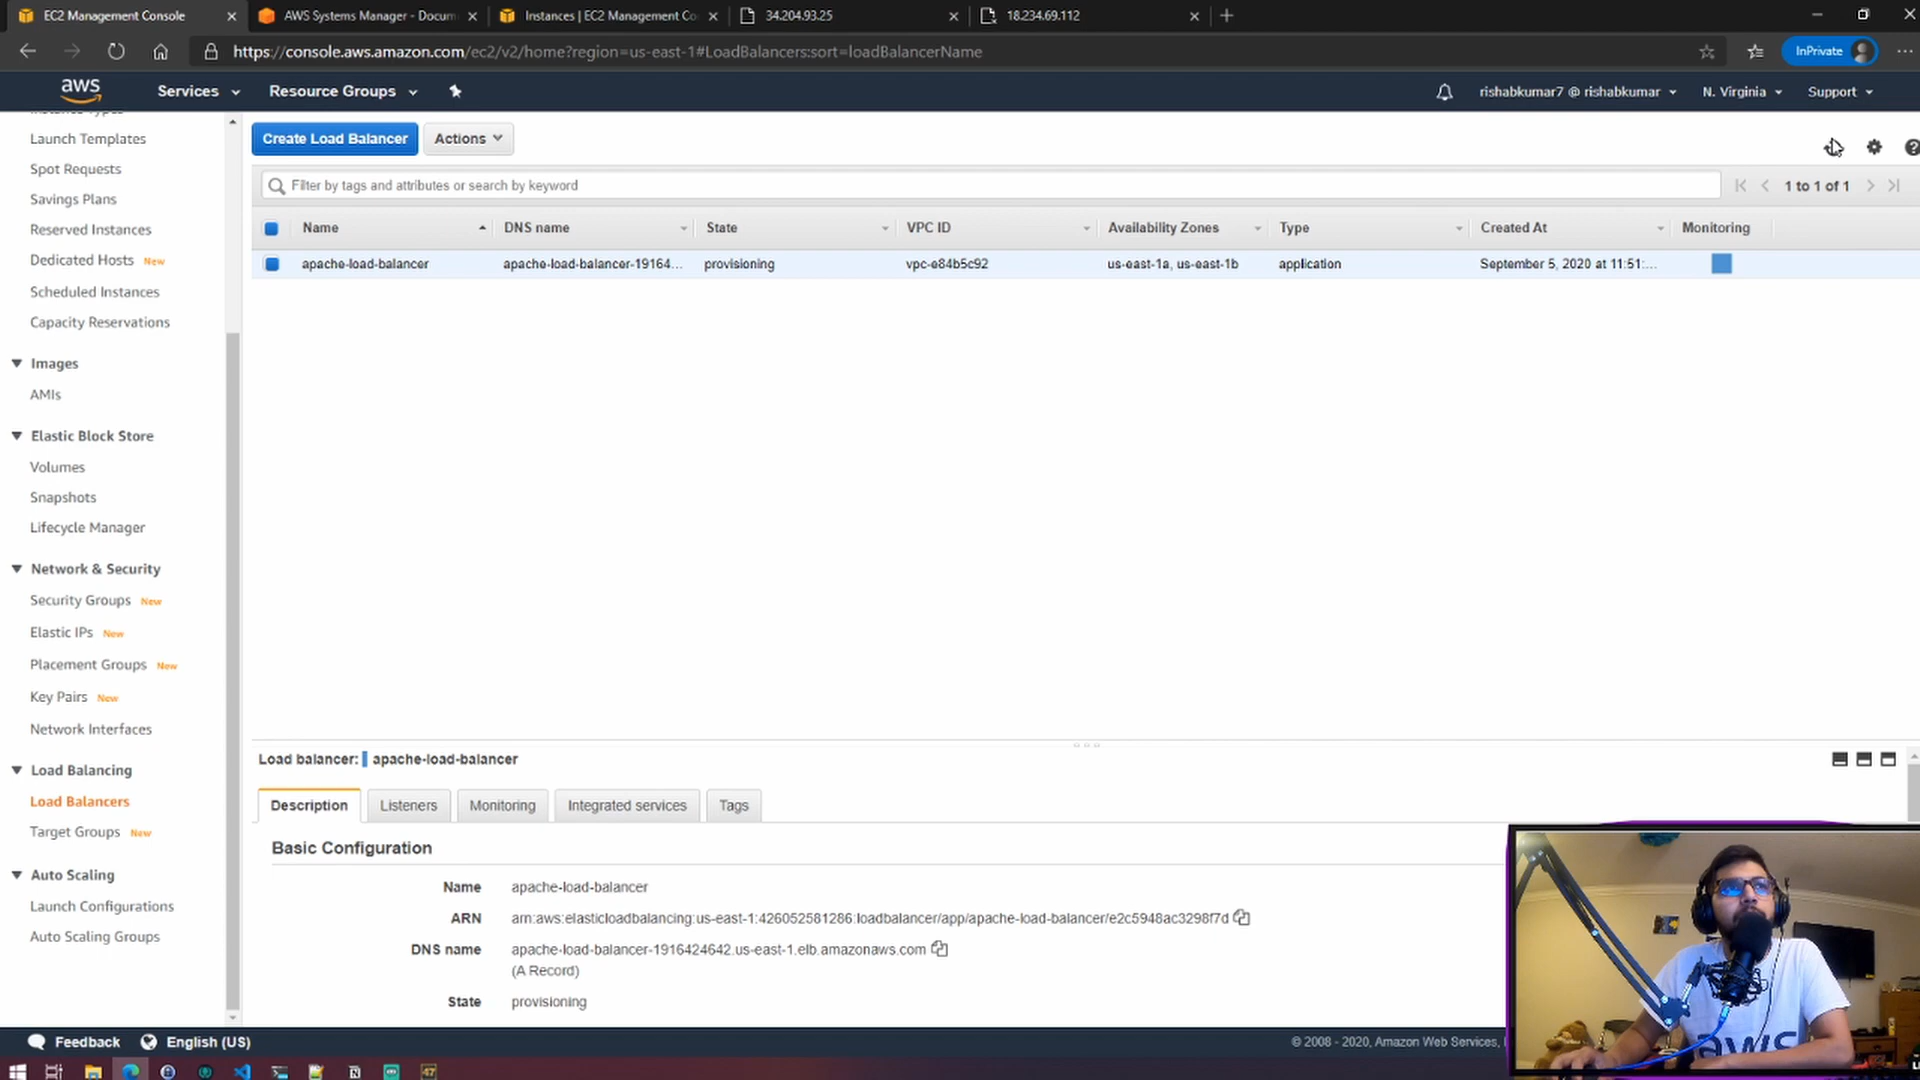 EC2 Management Console
AWS Systems Manager - Docum
Instances | EC2 Management Co
34.204.93.25
18.234.69.112
https://console.aws.amazon.com/ec2/v2/home?region=us-east-1#LoadBalancers:sort=loadBalancerName
InPrivate
aws
Services
Resource Groups
rishabkumar7 @ rishabkumar
N. Virginia
Support
Instance Types
Launch Templates
Spot Requests
Savings Plans
Reserved Instances
Dedicated Hosts New
Scheduled Instances
Capacity Reservations
Images
AMIs
Elastic Block Store
Volumes
Snapshots
Lifecycle Manager
Network & Security
Security Groups New
Elastic IPs New
Placement Groups New
Key Pairs New
Network Interfaces
Load Balancing
Load Balancers
Target Groups New
Auto Scaling
Launch Configurations
Auto Scaling Groups
Create Load Balancer
Actions
Filter by tags and attributes or search by keyword
1 to 1 of 1
Name DNS name State VPC ID Availability Zones Type Created At Monitoring
apache-load-balancer apache-load-balancer-19164... provisioning vpc-e84b5c92 us-east-1a, us-east-1b application September 5, 2020 at 11:51:...
Load balancer: apache-load-balancer
Description Listeners Monitoring Integrated services Tags
Basic Configuration
Name apache-load-balancer
ARN arn:aws:elasticloadbalancing:us-east-1:426052581286:loadbalancer/app/apache-load-balancer/e2c5948ac3298f7d
DNS name apache-load-balancer-1916424642.us-east-1.elb.amazonaws.com
(A Record)
State provisioning
Feedback
English (US)
© 2008 - 2020, Amazon Web Services,
aws
47